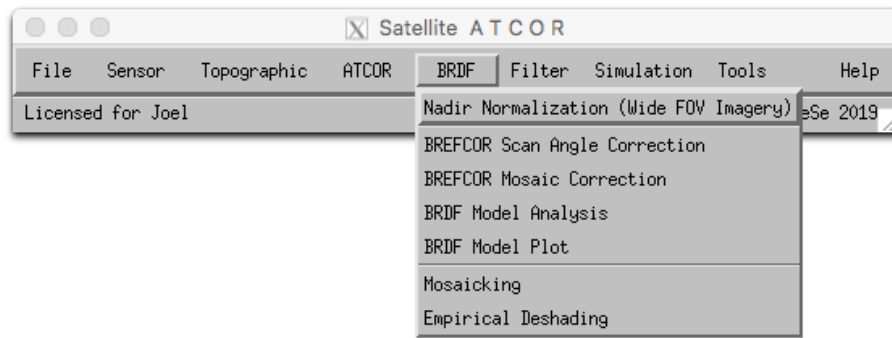 Satellite A T C O R
File Sensor Topographic ATCOR BRDF Filter Simulation Tools Help
Licensed for Joel eSe 2019
Nadir Normalization (Wide FOV Imagery)
BREFCOR Scan Angle Correction
BREFCOR Mosaic Correction
BRDF Model Analysis
BRDF Model Plot
Mosaicking
Empirical Deshading